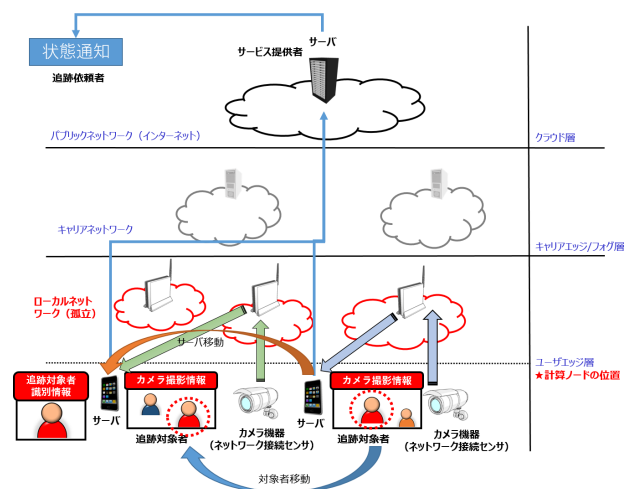 サーバ
状態通知
サービス提供者
追跡依頼者
パブリックネットワーク（インターネット）
クラウド層
キャリアネットワーク
キャリアエッジ/フォグ層
ローカルネット
ワーク（孤立）
サーバ移動
ユーザエッジ層
★計算ノードの位置
追跡対象者
識別情報
カメラ撮影情報
カメラ撮影情報
サーバ
サーバ
カメラ機器
（ネットワーク接続センサ）
カメラ機器
（ネットワーク接続センサ）
追跡対象者
追跡対象者
対象者移動